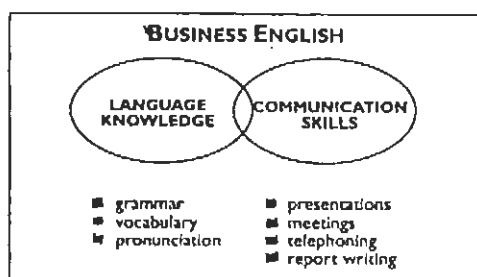 BUSINESS ENGLISH
LANGUAGE KNOWLEDGE
COMMUNICATION SKILLS
grammar
vocabulary
pronunciation
presentations
meetings
telephoning
report writing